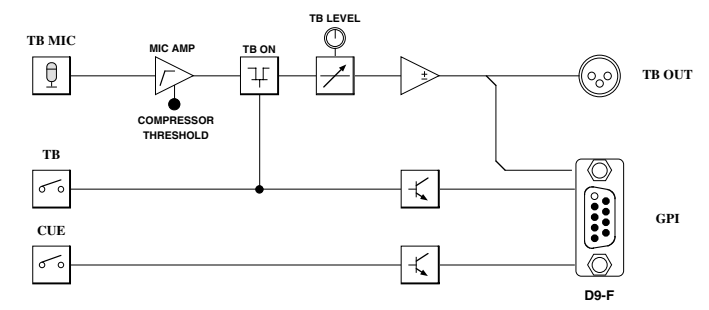 TB LEVEL
TB MIC
MIC AMP
TB ON
±
TB OUT
COMPRESSOR
THRESHOLD
TB
GPI
CUE
D9-F